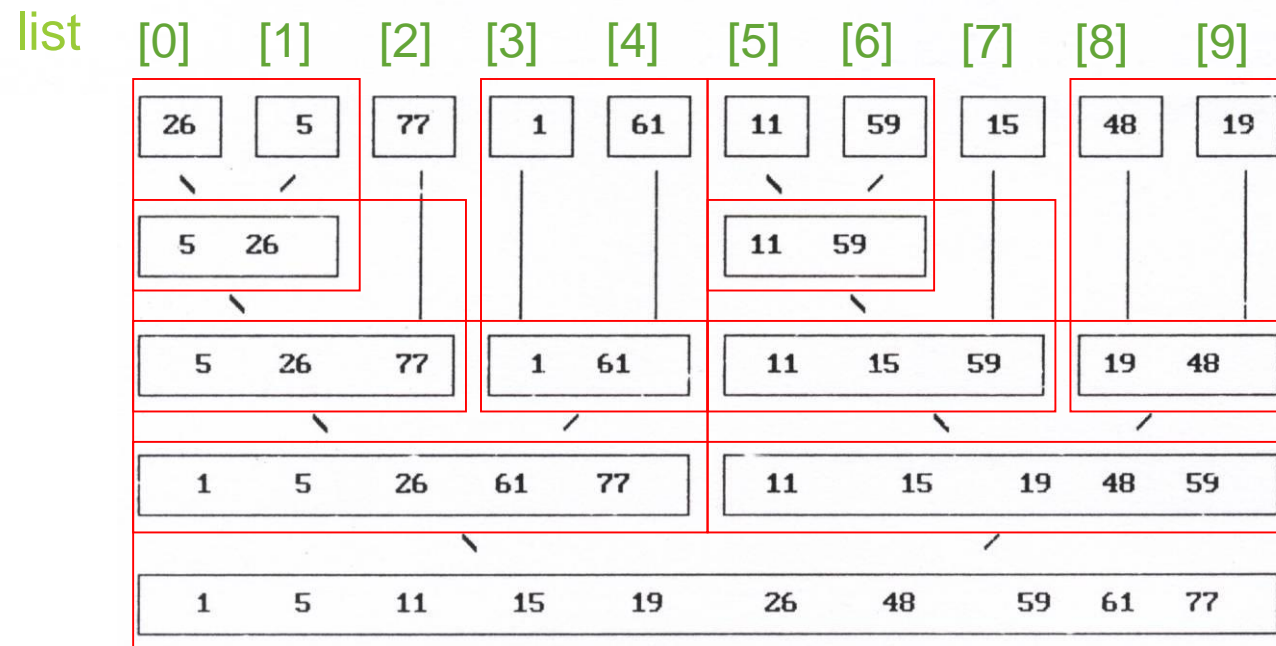 list [0] [1] [2] [3] [4] [5] [6] [7] [8] [9]
26 5 77 1 61 11 59 15 48 19
5 26 11 59
5 26 77 1 61 11 15 59 19 48
1 5 26 61 77 11 15 19 48 59
1 5 11 15 19 26 48 59 61 77